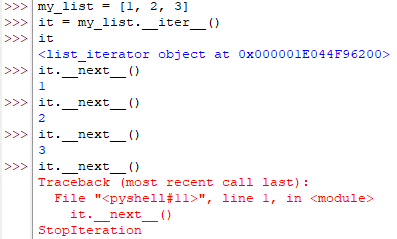 >>> my_list = [1, 2, 3]
>>> it = my_list.__iter__()
>>> it
<list_iterator object at 0x000001E044F96200>
>>> it.__next__()
1
>>> it.__next__()
2
>>> it.__next__()
3
>>> it.__next__()
Traceback (most recent call last):
  File "<pyshell#11>", line 1, in <module>
    it.__next__()
StopIteration